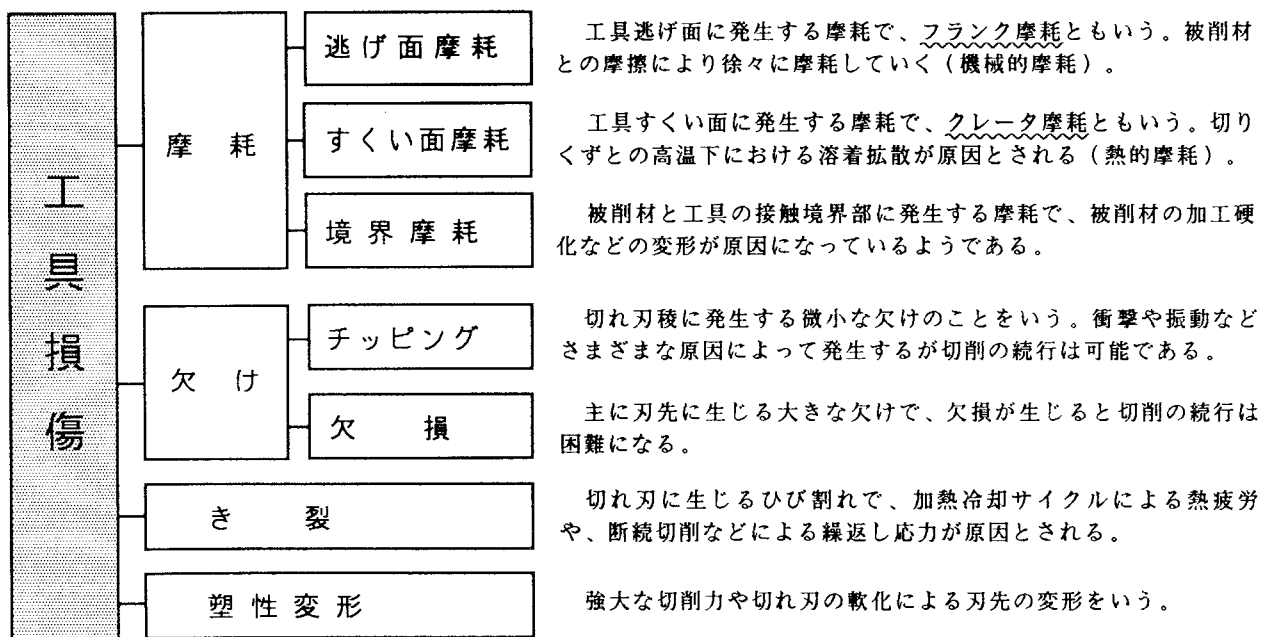 工具損傷
摩耗
逃げ面摩耗
工具逃げ面に発生する摩耗で、フランク摩耗ともいう。被削材
との摩擦により徐々に摩耗していく（機械的摩耗）。
すくい面摩耗
工具すくい面に発生する摩耗で、クレータ摩耗ともいう。切り
くずとの高温下における溶着拡散が原因とされる（熱的摩耗）。
境界摩耗
被削材と工具の接触境界部に発生する摩耗で、被削材の加工硬
化などの変形が原因になっているようである。
欠け
チッピング
切れ刃稜に発生する微小な欠けのことをいう。衝撃や振動など
さまざまな原因によって発生するが切削の続行は可能である。
欠損
主に刃先に生じる大きな欠けで、欠損が生じると切削の続行は
困難になる。
き裂
切れ刃に生じるひび割れで、加熱冷却サイクルによる熱疲労
や、断続切削などによる繰返し応力が原因とされる。
塑性変形
強大な切削力や切れ刃の軟化による刃先の変形をいう。